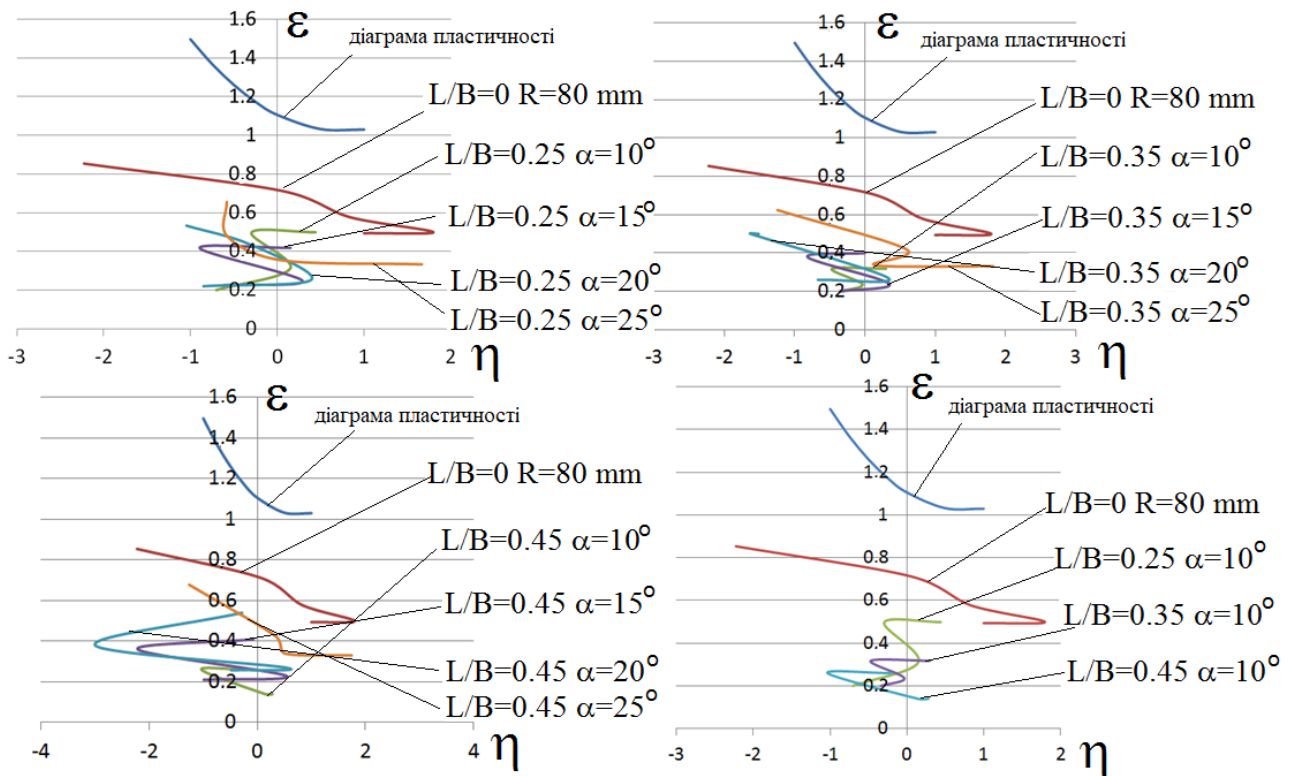 ε
1.6
1.4
1.2
1
0.8
0.6
0.4
0.2
0
-3
-2
-1
0
1
2
η
діаграма пластичності
L/B=0 R=80 mm
L/B=0.25 α=10°
L/B=0.25 α=15°
L/B=0.25 α=20°
L/B=0.25 α=25°
ε
1.6
1.4
1.2
1
0.8
0.6
0.4
0.2
0
-3
-2
-1
0
1
2
3
η
діаграма пластичності
L/B=0 R=80 mm
L/B=0.35 α=10°
L/B=0.35 α=15°
L/B=0.35 α=20°
L/B=0.35 α=25°
ε
1.6
1.4
1.2
1
0.8
0.6
0.4
0.2
0
-4
-2
0
2
4
η
діаграма пластичності
L/B=0 R=80 mm
L/B=0.45 α=10°
L/B=0.45 α=15°
L/B=0.45 α=20°
L/B=0.45 α=25°
ε
1.6
1.4
1.2
1
0.8
0.6
0.4
0.2
0
-3
-2
-1
0
1
2
η
діаграма пластичності
L/B=0 R=80 mm
L/B=0.25 α=10°
L/B=0.35 α=10°
L/B=0.45 α=10°